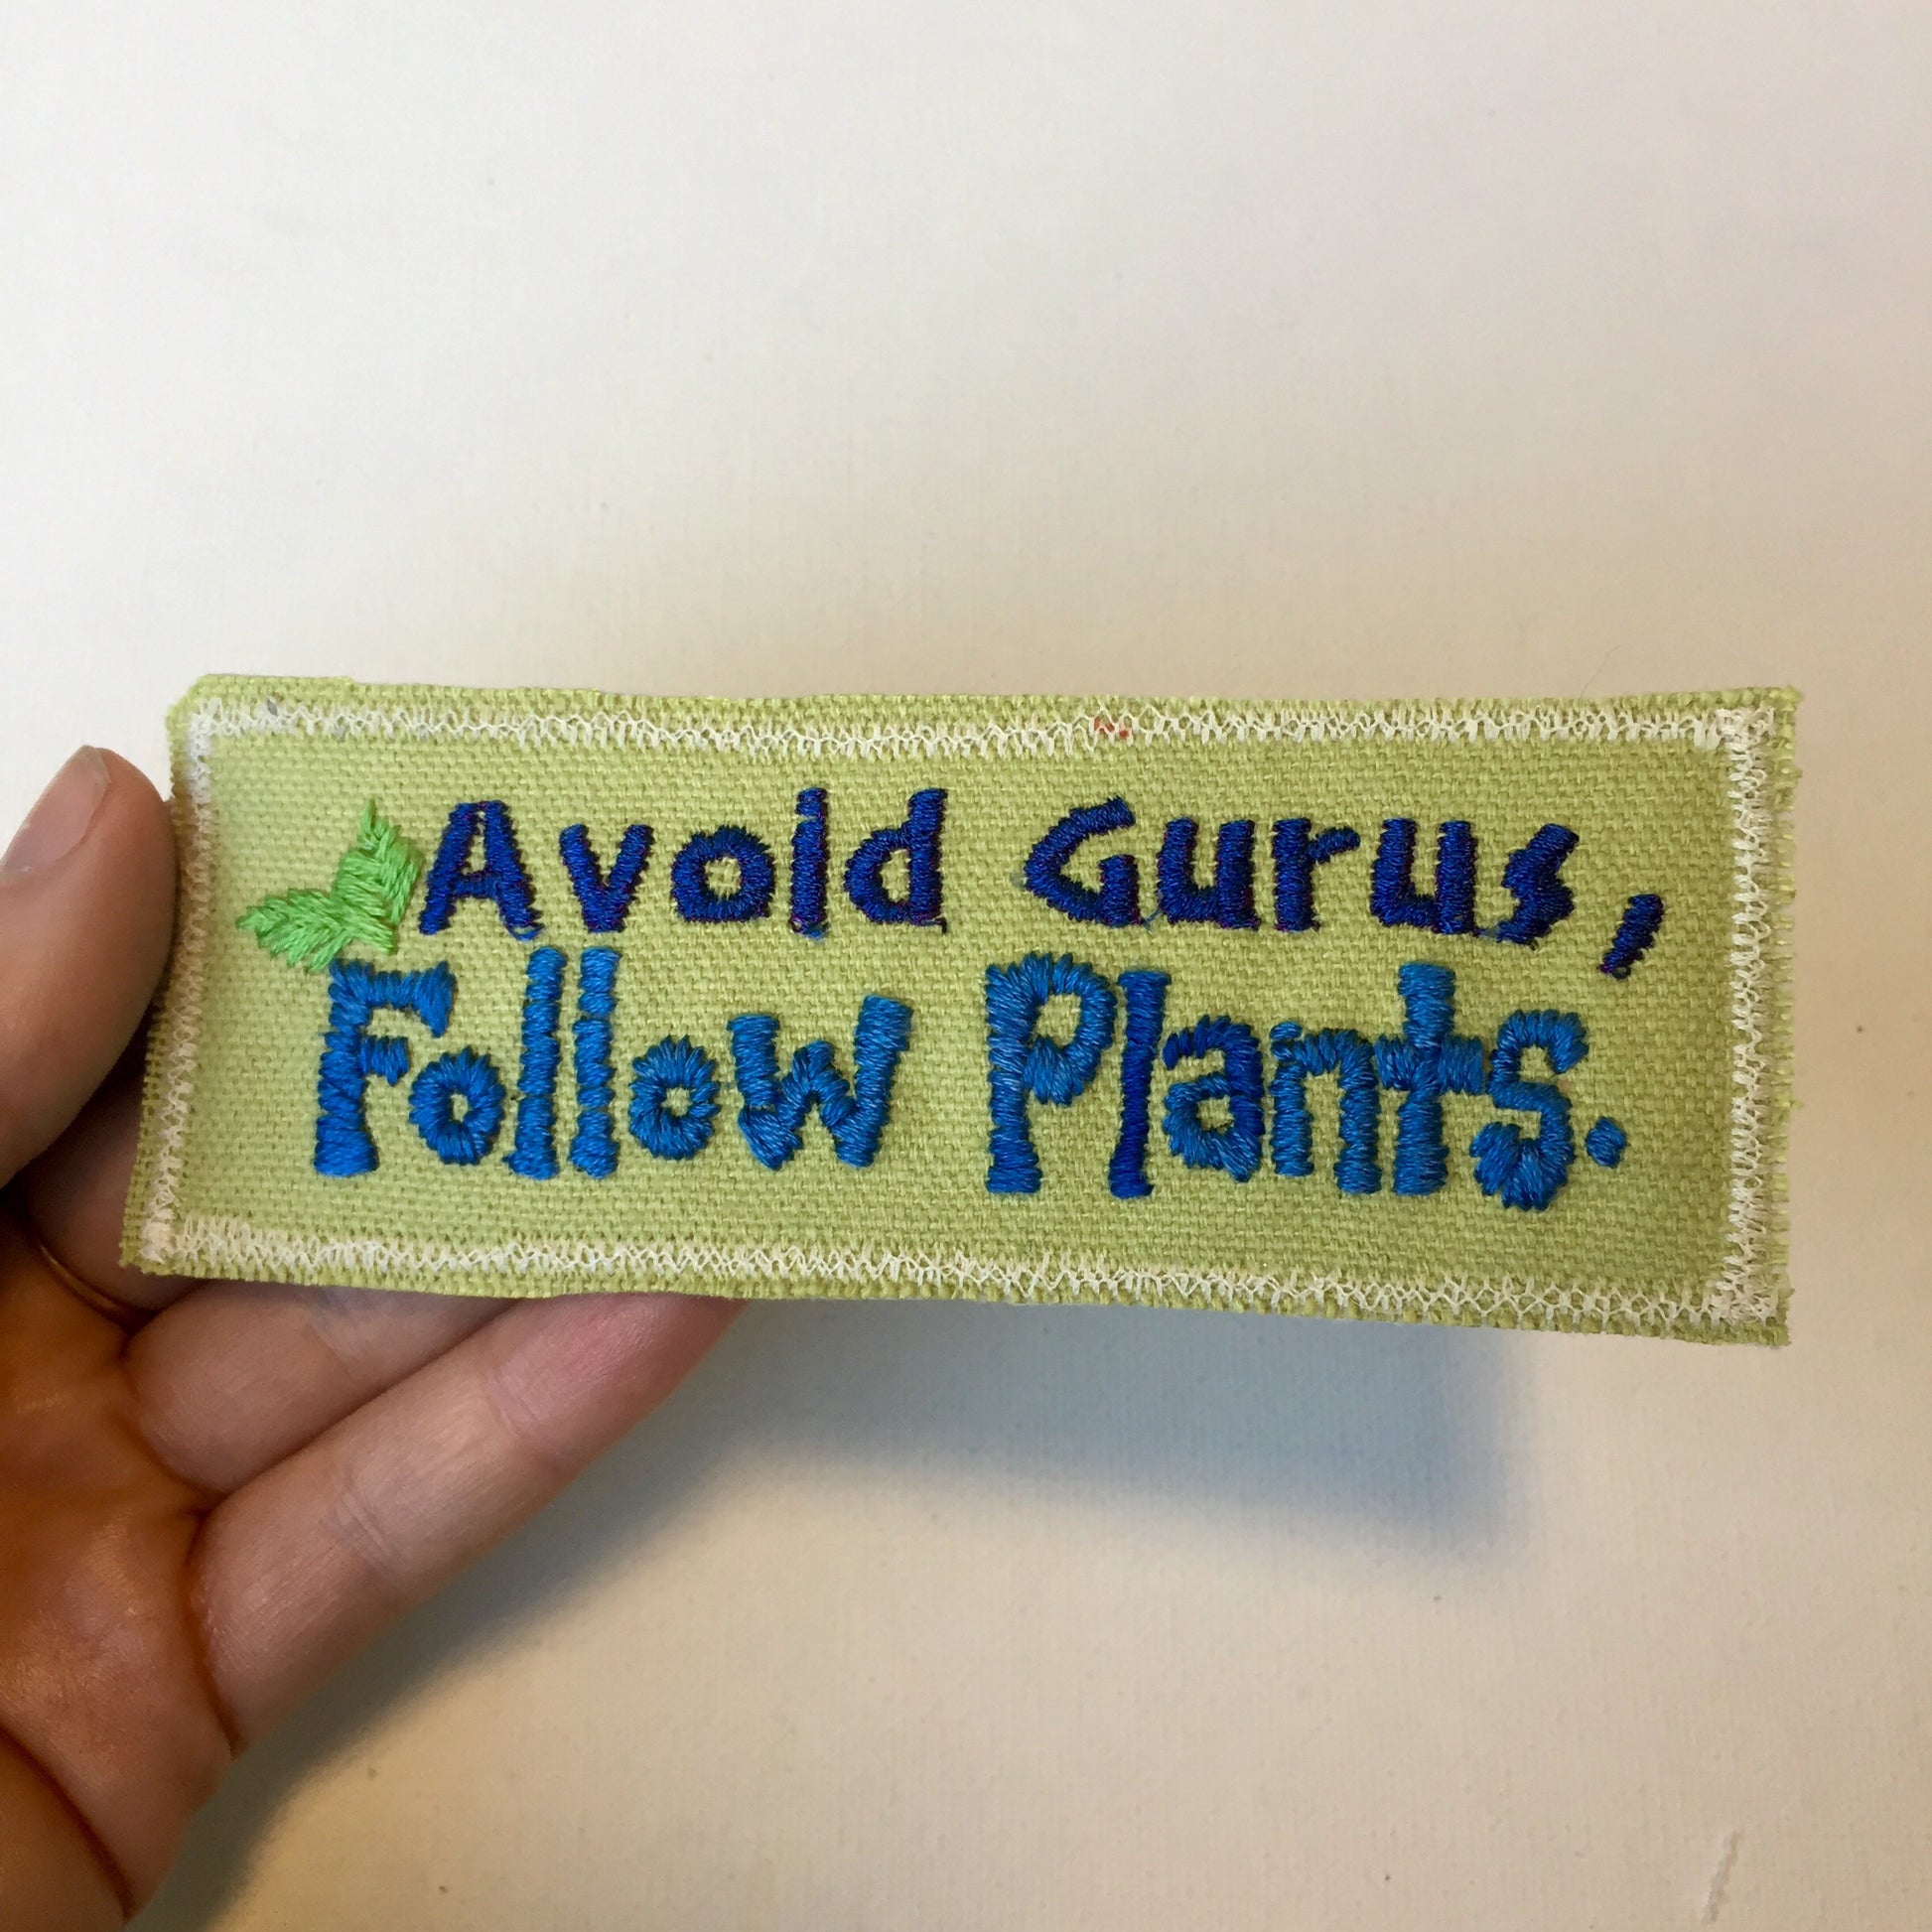 Avoid Gurus,
Follow Plants.